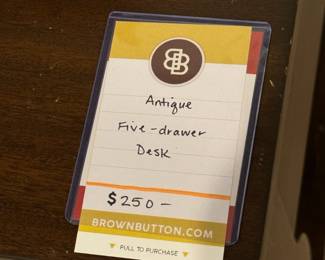 BB
Antique
Five-drawer
Desk
$250-
BROWNBUTTON.COM
PULL TO PURCHASE